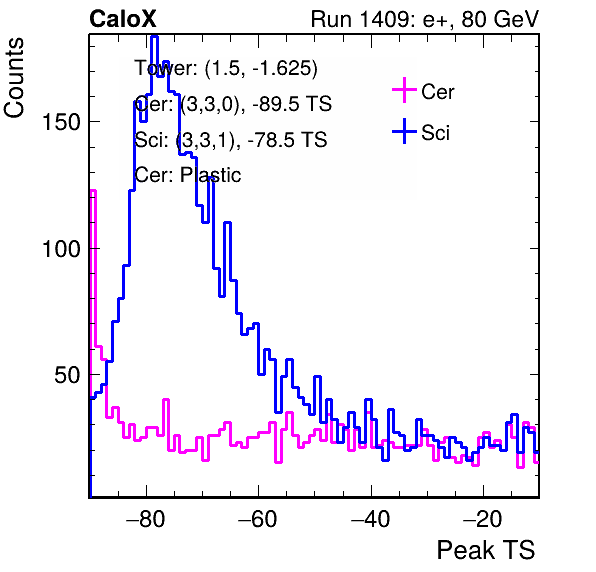 CaloX Run 1409: e+, 80 GeV
Counts
Tower: (1.5, -1.625)
Cer: (3,3,0), -89.5 TS
Sci: (3,3,1), -78.5 TS
Cer: Plastic
Cer
Sci
150
100
50
−80 −60 −40 −20
Peak TS